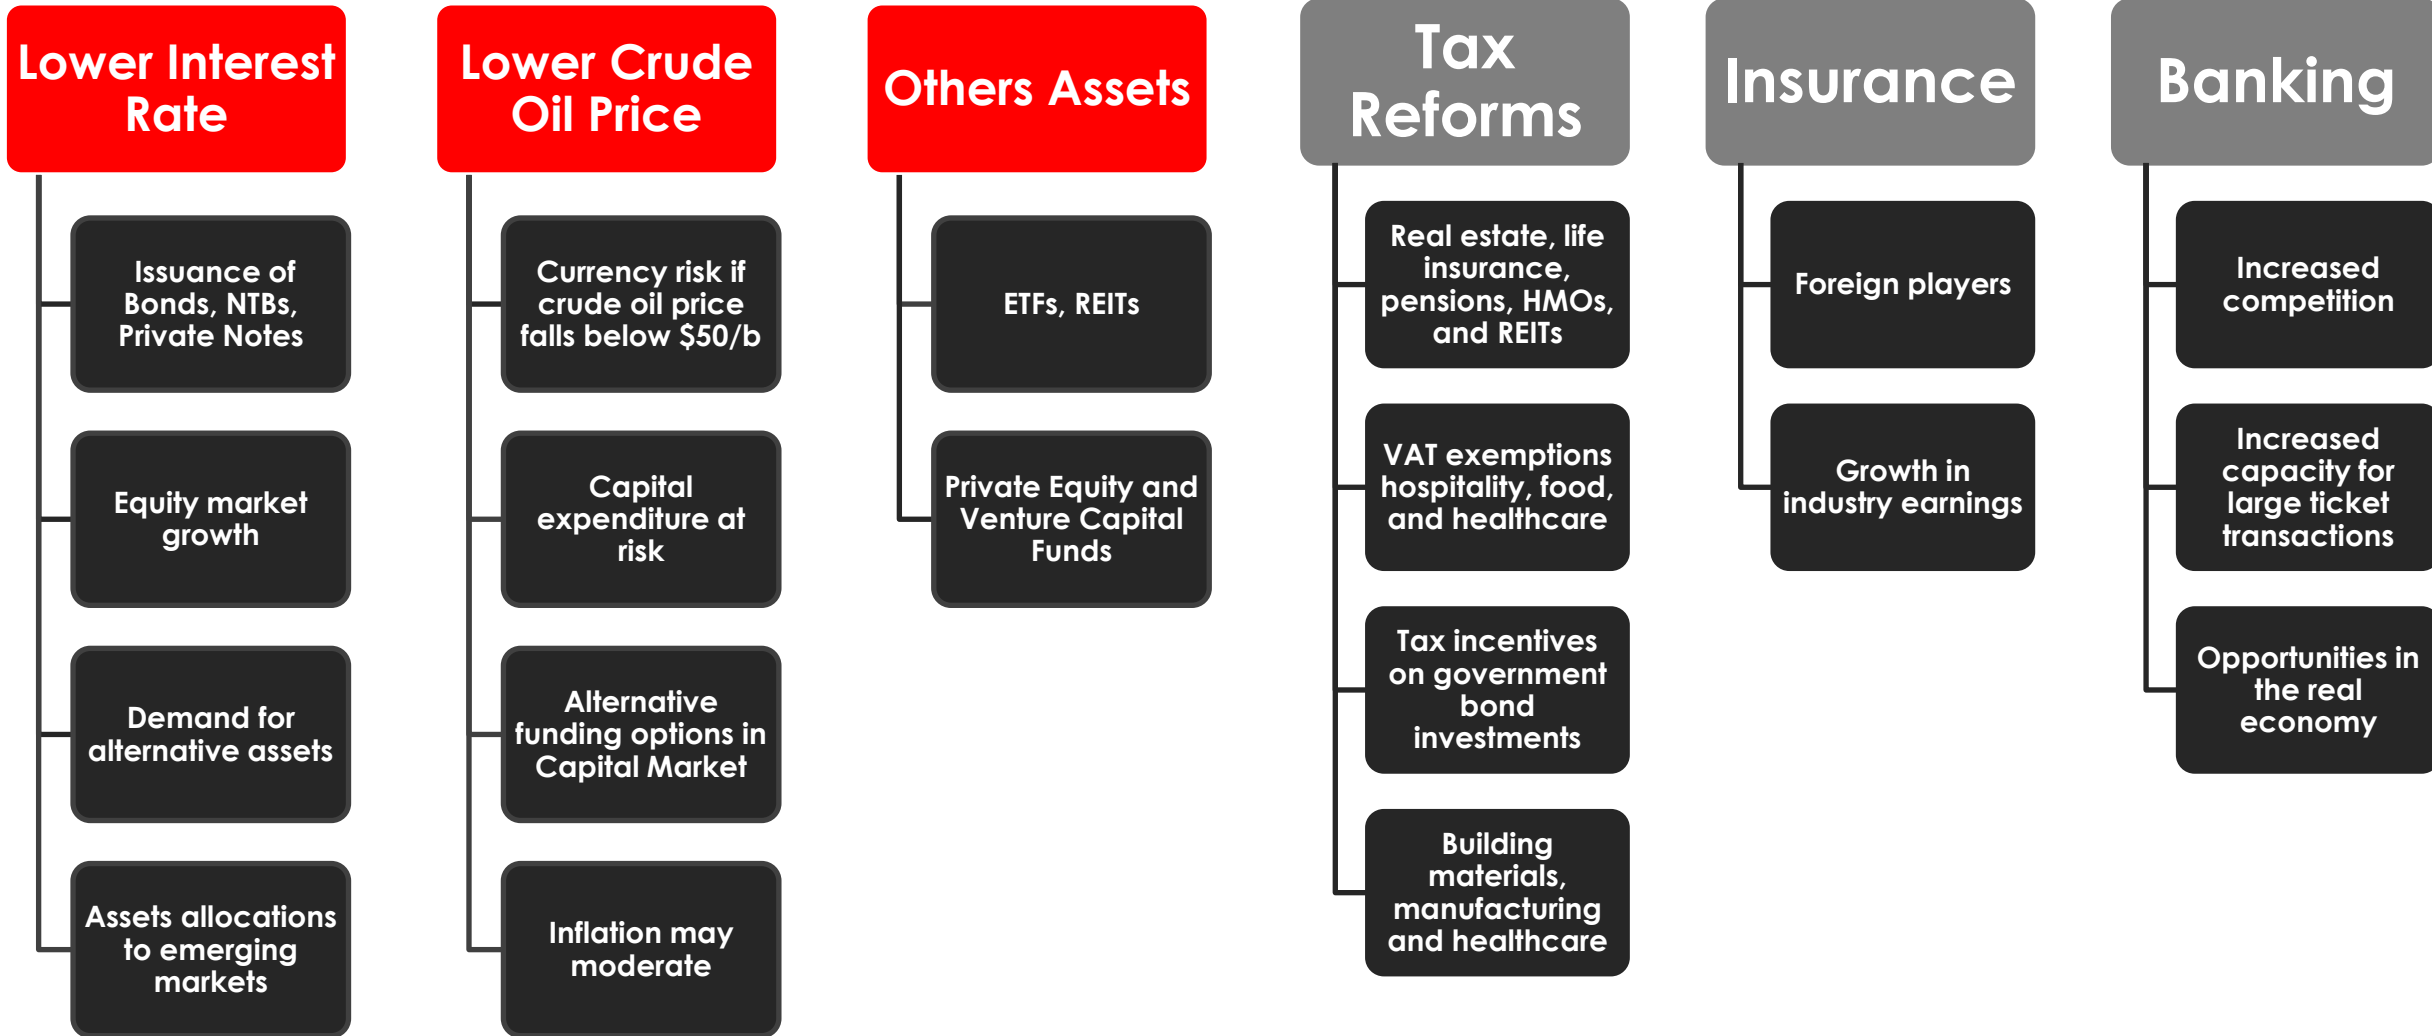 Lower Interest
Rate
Issuance of
Bonds, NTBs,
Private Notes
Equity market
growth
Demand for
alternative assets
Assets allocations
to emerging
markets
Lower Crude
Oil Price
Currency risk if
crude oil price
falls below $50/b
Capital
expenditure at
risk
Alternative
funding options in
Capital Market
Inflation may
moderate
Others Assets
ETFs, REITs
Private Equity and
Venture Capital
Funds
Tax
Reforms
Real estate, life
insurance,
pensions, HMOs,
and REITs
VAT exemptions
hospitality, food,
and healthcare
Tax incentives
on government
bond
investments
Building
materials,
manufacturing
and healthcare
Insurance
Foreign players
Growth in
industry earnings
Banking
Increased
competition
Increased
capacity for
large ticket
transactions
Opportunities in
the real
economy